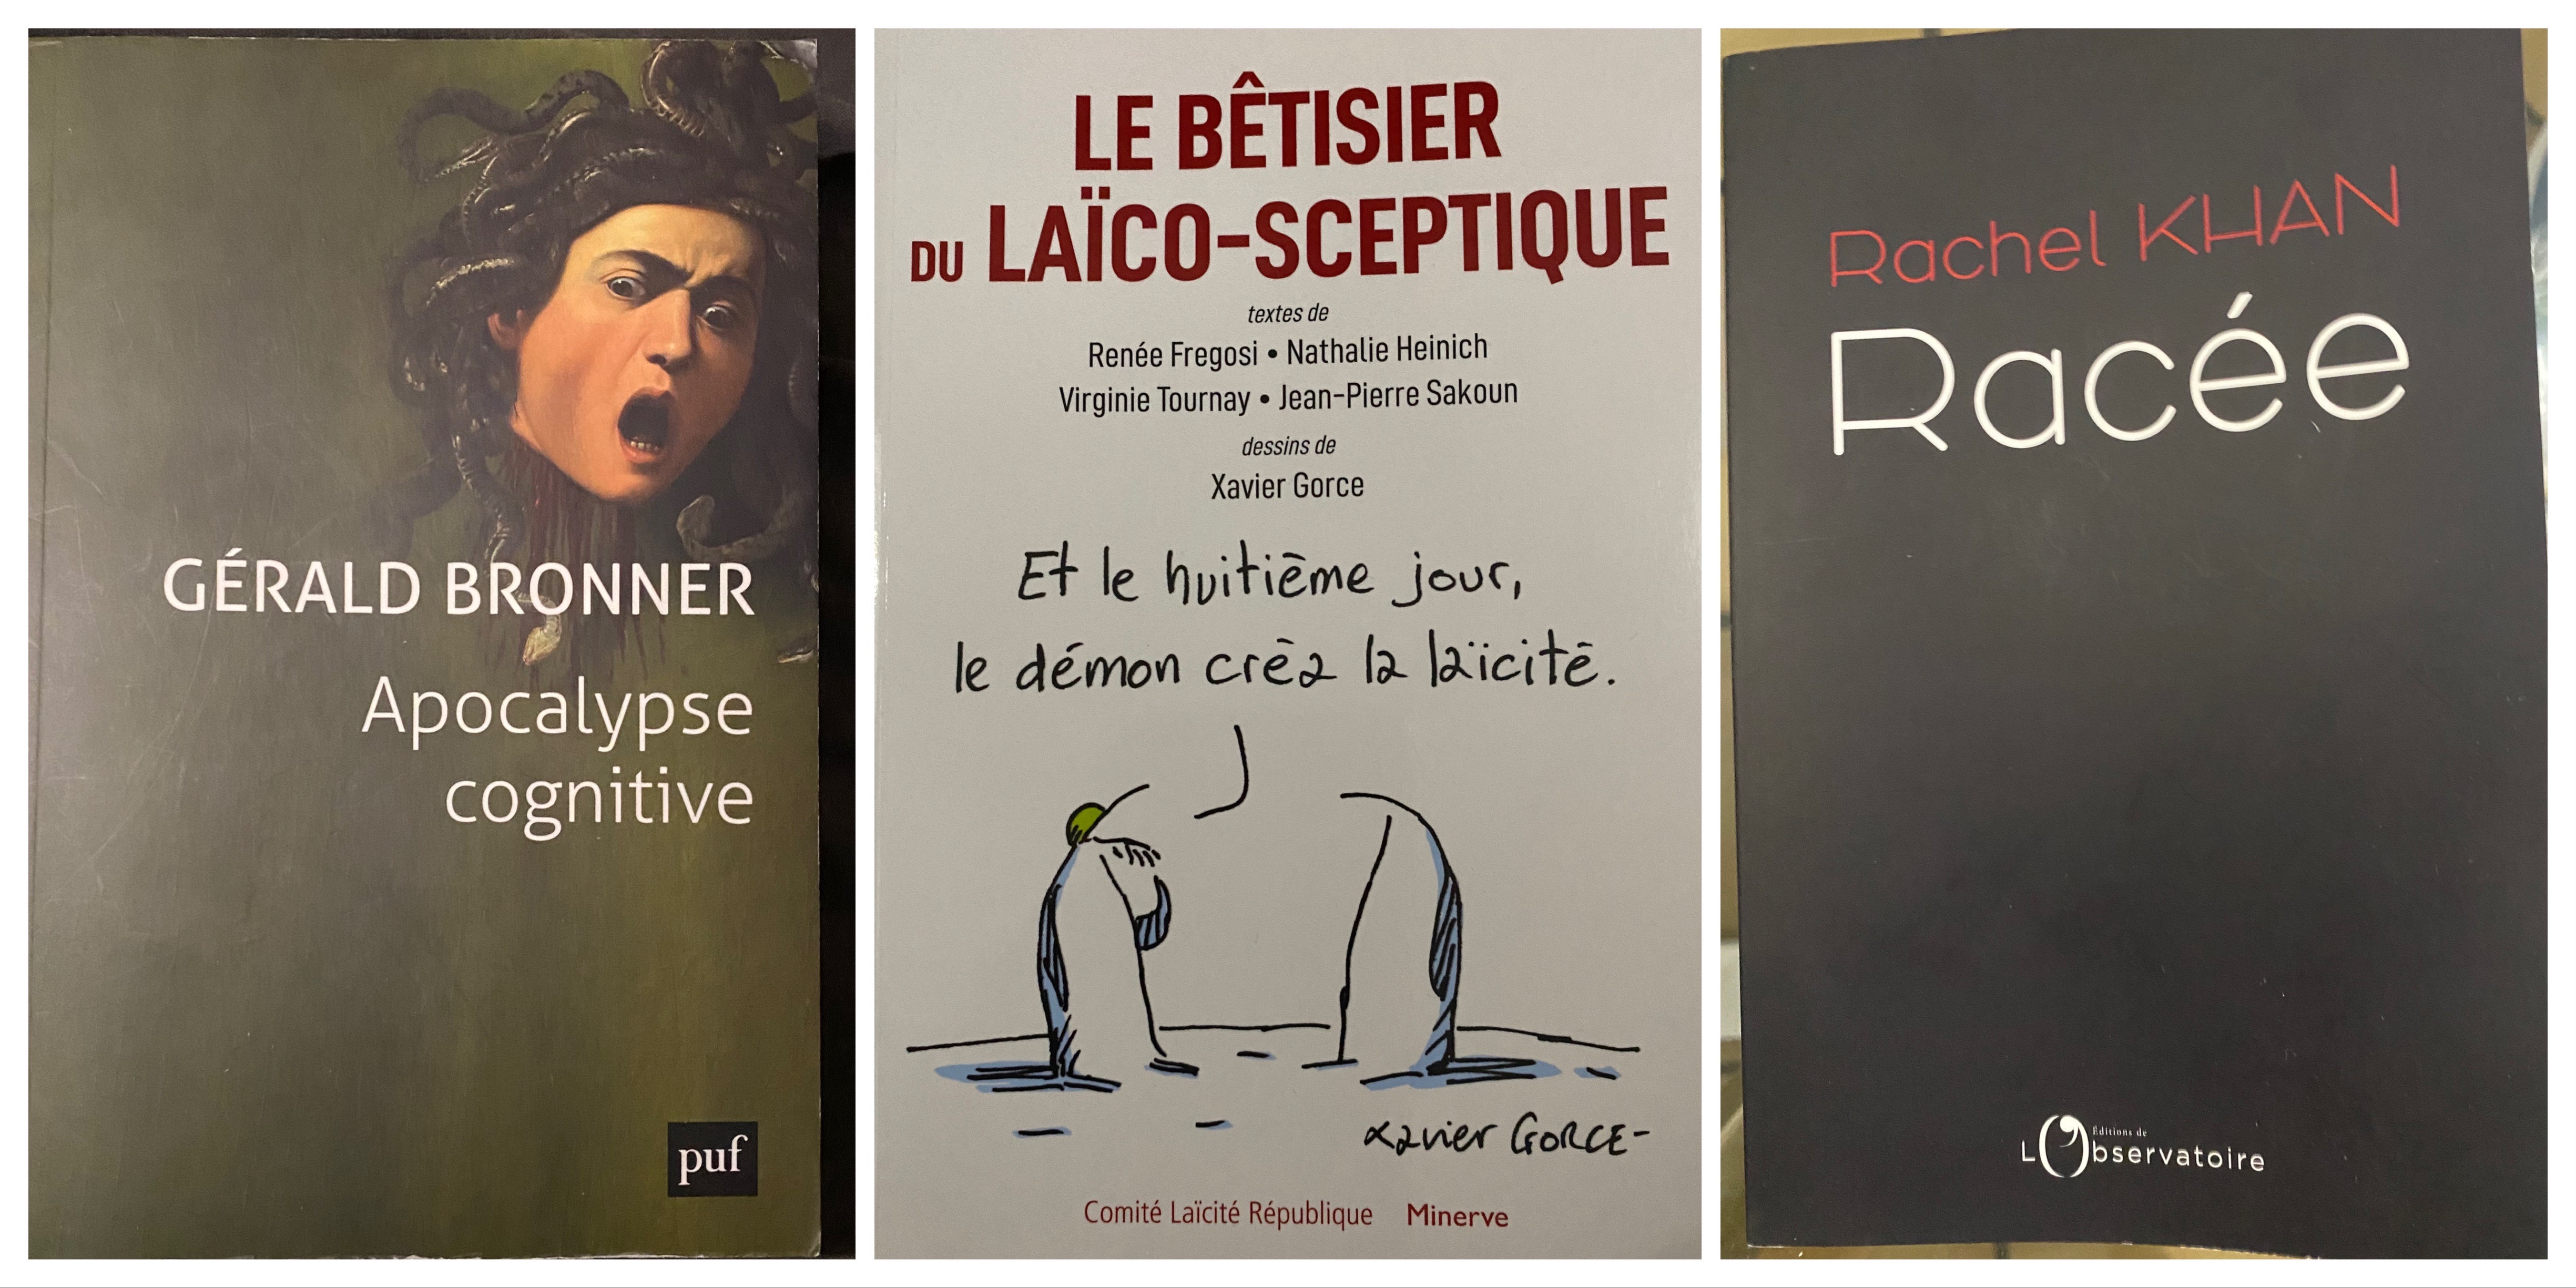 GÉRALD BRONNER
Apocalypse
cognitive
puf
LE BÊTISIER
DU LAÏCO-SCEPTIQUE
textes de
Renée Fregosi • Nathalie Heinich
Virginie Tournay • Jean-Pierre Sakoun
dessins de
Xavier Gorce
Et le huitième jour,
le démon créa la laïcité.
Xavier GORCE-
Comité Laïcité République Minerve
Rachel KHAN
Racée
Éditions de
L'Observatoire